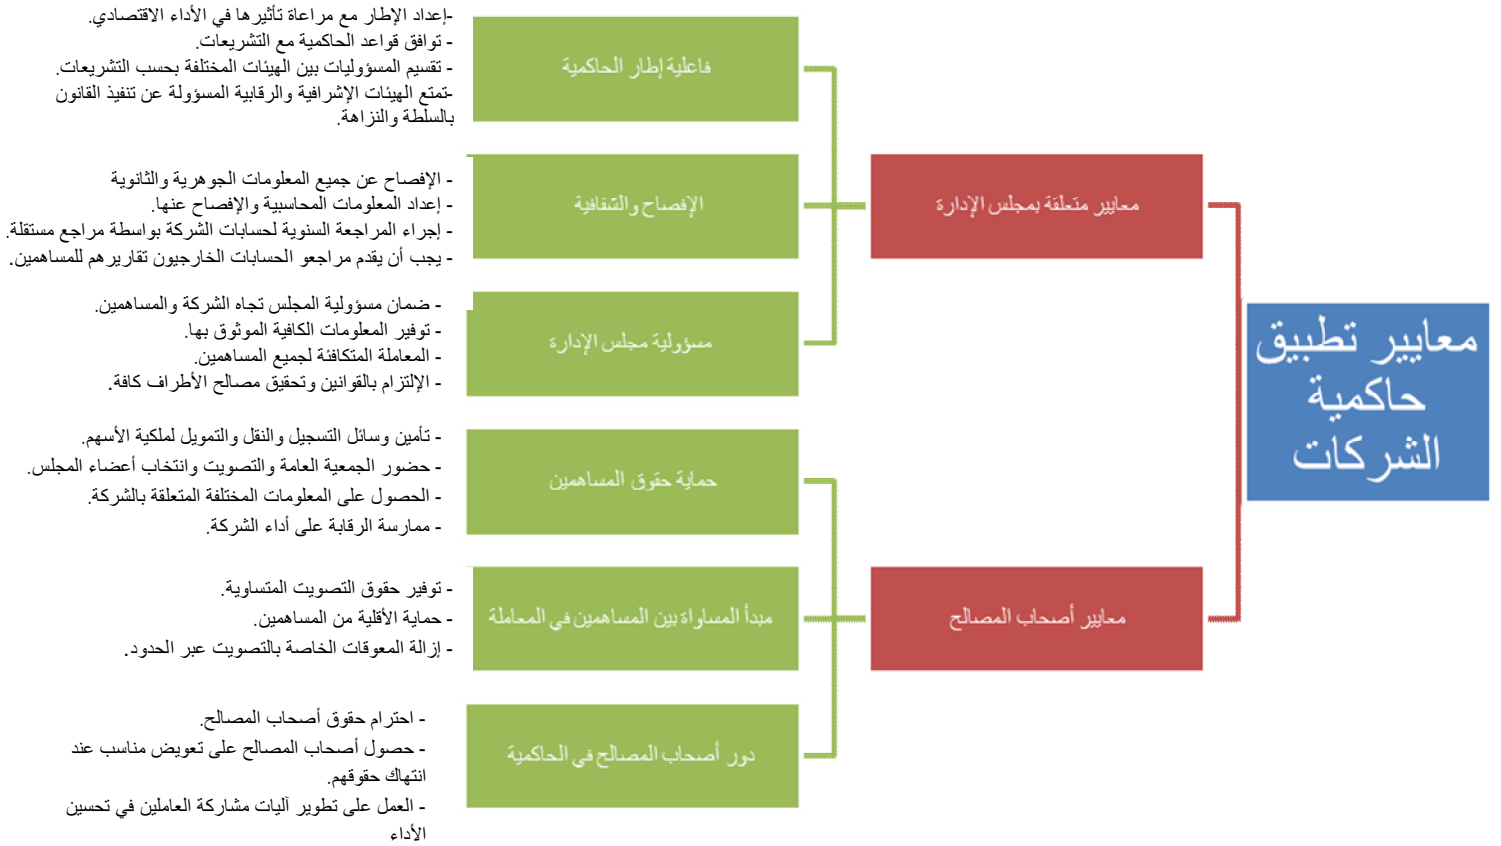 معايير تطبيق
حاكمية
الشركات
معايير متعلقة بمجلس الإدارة
فاعلية إطار الحاكمية
-إعداد الإطار مع مراعاة تأثيرها في الأداء الاقتصادي.
- توافق قواعد الحاكمية مع التشريعات.
- تقسيم المسؤوليات بين الهيئات المختلفة بحسب التشريعات.
-تمتع الهيئات الإشرافية والرقابية المسؤولة عن تنفيذ القانون
بالسلطة والنزاهة.
الإفصاح والشفافية
- الإفصاح عن جميع المعلومات الجوهرية والثانوية
- إعداد المعلومات المحاسبية والإفصاح عنها.
- إجراء المراجعة السنوية لحسابات الشركة بواسطة مراجع مستقلة.
- يجب أن يقدم مراجعو الحسابات الخارجيون تقاريرهم للمساهمين.
مسؤولية مجلس الإدارة
- ضمان مسؤولية المجلس تجاه الشركة والمساهمين.
- توفير المعلومات الكافية الموثوق بها.
- المعاملة المتكافئة لجميع المساهمين.
- الإلتزام بالقوانين وتحقيق مصالح الأطراف كافة.
معايير أصحاب المصالح
حماية حقوق المساهمين
- تأمين وسائل التسجيل والنقل والتمويل لملكية الأسهم.
- حضور الجمعية العامة والتصويت وانتخاب أعضاء المجلس.
- الحصول على المعلومات المختلفة المتعلقة بالشركة.
- ممارسة الرقابة على أداء الشركة.
مبدأ المساواة بين المساهمين في المعاملة
- توفير حقوق التصويت المتساوية.
- حماية الأقلية من المساهمين.
- إزالة المعوقات الخاصة بالتصويت عبر الحدود.
دور أصحاب المصالح في الحاكمية
- احترام حقوق أصحاب المصالح.
- حصول أصحاب المصالح على تعويض مناسب عند
انتهاك حقوقهم.
- العمل على تطوير آليات مشاركة العاملين في تحسين
الأداء